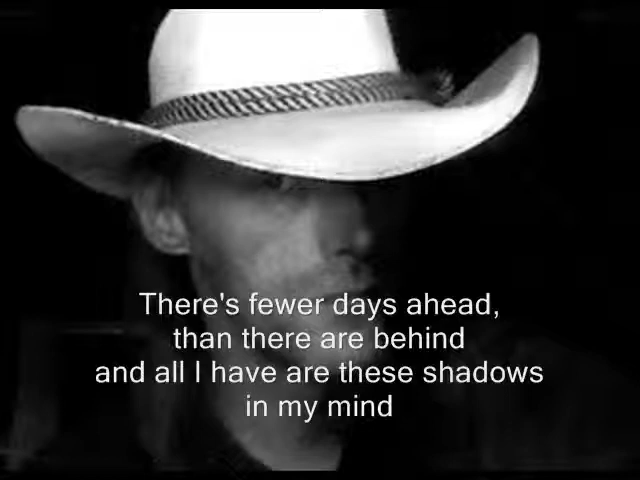 There's fewer days ahead,
than there are behind
and all I have are these shadows
in my mind